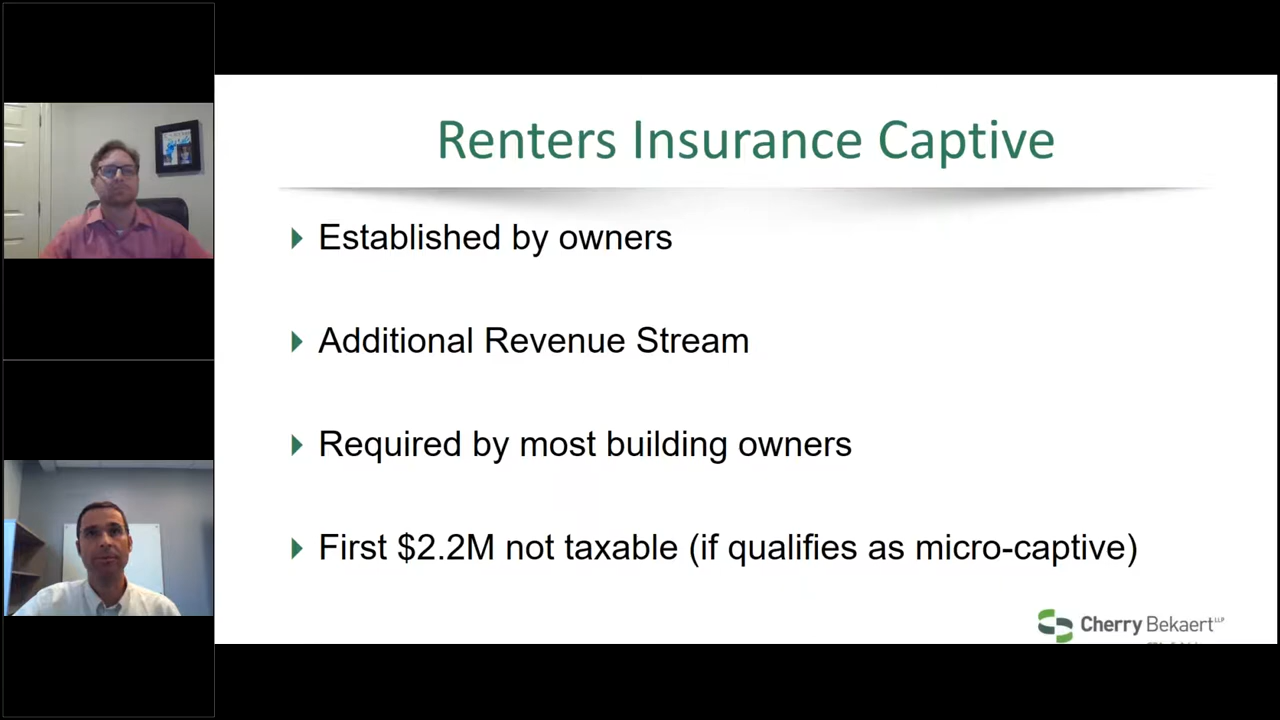 Renters Insurance Captive
Established by owners
Additional Revenue Stream
Required by most building owners
First $2.2M not taxable (if qualifies as micro-captive)
Cherry Bekaert LLP